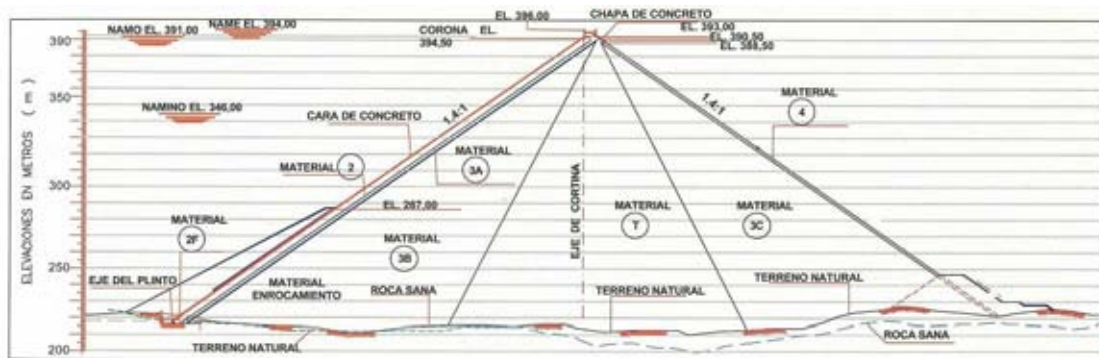 EL. 396,00
CHAPA DE CONCRETO
NAMO EL. 391,00
NAME EL. 394,00
CORONA EL.
394,50
EL. 393,00
EL. 390,50
EL. 388,50
390
350
300
250
200
ELEVACIONES EN METROS ( m )
NAMINO EL. 346,00
1.4:1
1.4:1
MATERIAL
4
CARA DE CONCRETO
MATERIAL 2
MATERIAL
3A
EL. 267,00
MATERIAL
2F
MATERIAL
3B
EJE DE CORTINA
MATERIAL
T
MATERIAL
3C
EJE DEL PLINTO
MATERIAL
ENROCAMIENTO
ROCA SANA
TERRENO NATURAL
TERRENO NATURAL
TERRENO NATURAL
ROCA SANA